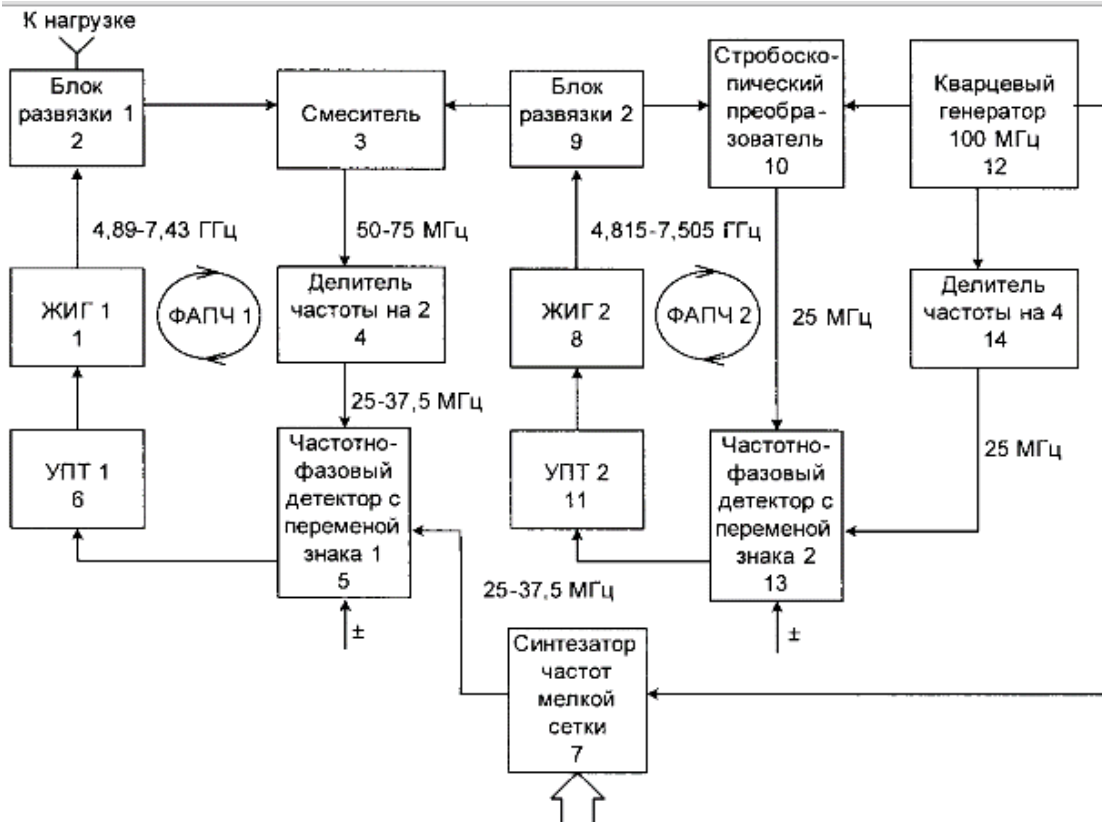 К нагрузке
Блок
развязки 1
2
Смеситель
3
Блок
развязки 2
9
Стробоско-
пический
преобра-
зователь
10
Кварцевый
генератор
100 МГц
12
4,89-7,43 ГГц
50-75 МГц
4,815-7,505 ГГц
ЖИГ 1
1
ФАПЧ 1
Делитель
частоты на 2
4
ЖИГ 2
8
ФАПЧ 2
25 МГц
Делитель
частоты на 4
14
25-37,5 МГц
УПТ 1
6
Частотно-
фазовый
детектор с
переменой
знака 1
5
УПТ 2
11
Частотно-
фазовый
детектор с
переменой
знака 2
13
25 МГц
25-37,5 МГц
±
±
Синтезатор
частот
мелкой
сетки
7